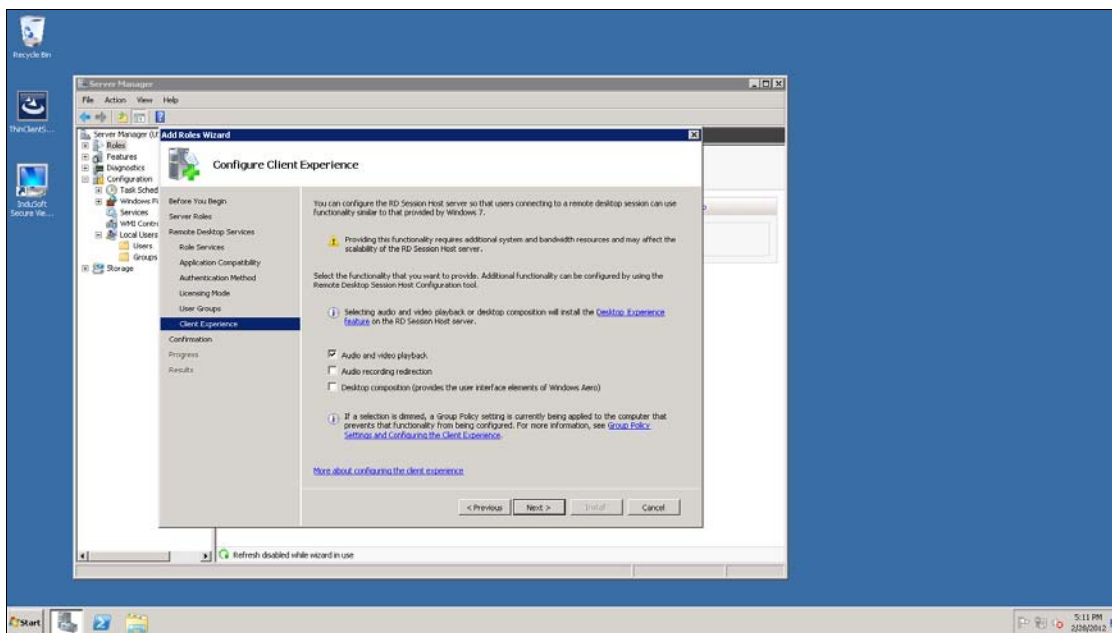 Recycle Bin
ThinClientS...
InduSoft
Secure Vie...
Server Manager
File Action View Help
Server Manager (U
Roles
Features
Diagnostics
Configuration
Task Sched
Windows Fi
Services
WMI Contr
Local Users
Users
Groups
Storage
Add Roles Wizard
Configure Client Experience
Before You Begin
Server Roles
Remote Desktop Services
Role Services
Application Compatibility
Authentication Method
Licensing Mode
User Groups
Client Experience
Confirmation
Progress
Results
You can configure the RD Session Host server so that users connecting to a remote desktop session can use
functionality similar to that provided by Windows 7.
Providing this functionality requires additional system and bandwidth resources and may affect the
scalability of the RD Session Host server.
Select the functionality that you want to provide. Additional functionality can be configured by using the
Remote Desktop Session Host Configuration tool.
Selecting audio and video playback or desktop composition will install the Desktop Experience
feature on the RD Session Host server.
Audio and video playback
Audio recording redirection
Desktop composition (provides the user interface elements of Windows Aero)
If a selection is dimmed, a Group Policy setting is currently being applied to the computer that
prevents that functionality from being configured. For more information, see Group Policy
Settings and Configuring the Client Experience.
More about configuring the client experience
< Previous Next > Install Cancel
Refresh disabled while wizard in use
Start
5:11 PM
2/28/2012